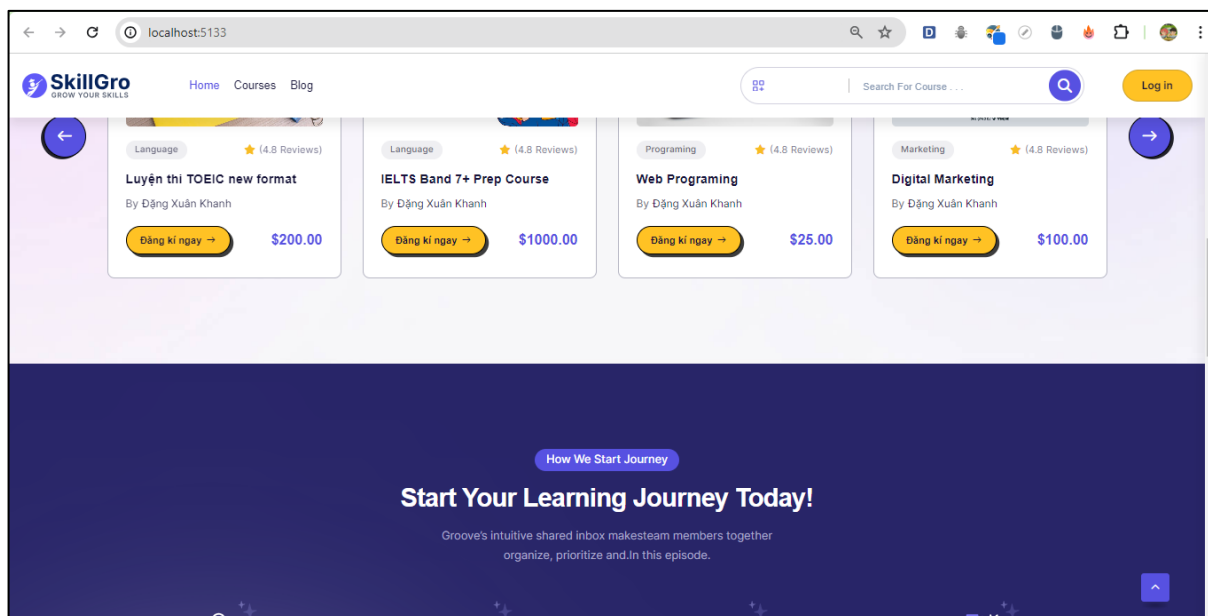 localhost:5133
SkillGro
GROW YOUR SKILLS
Home Courses Blog
Search For Course . . .
Log in
Language (4.8 Reviews)
Luyện thi TOEIC new format
By Đặng Xuân Khanh
Đăng kí ngay → $200.00
Language (4.8 Reviews)
IELTS Band 7+ Prep Course
By Đặng Xuân Khanh
Đăng kí ngay → $1000.00
Programing (4.8 Reviews)
Web Programing
By Đặng Xuân Khanh
Đăng kí ngay → $25.00
Marketing (4.8 Reviews)
Digital Marketing
By Đặng Xuân Khanh
Đăng kí ngay → $100.00
How We Start Journey
Start Your Learning Journey Today!
Groove's intuitive shared inbox makesteam members together
organize, prioritize and.In this episode.